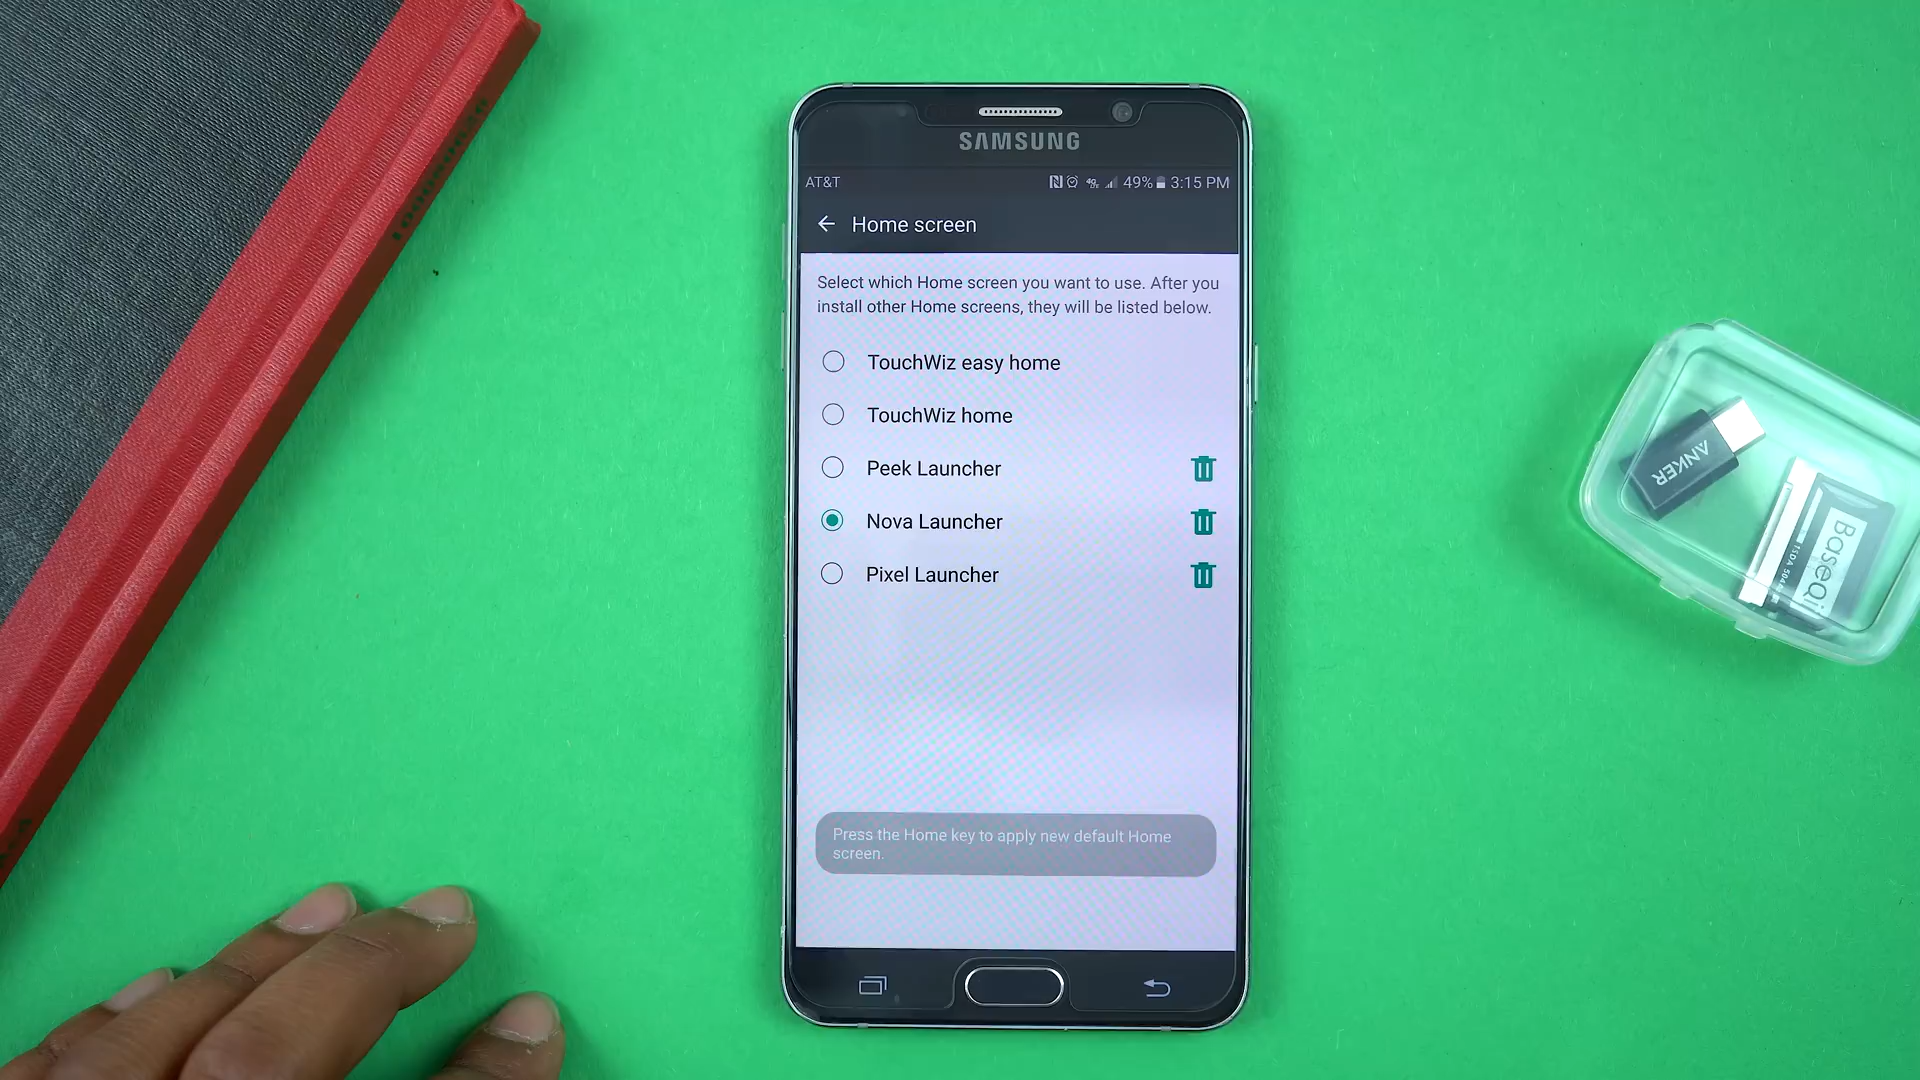 SAMSUNG
AT&T
49% 3:15 PM
Home screen
Select which Home screen you want to use. After you
install other Home screens, they will be listed below.
TouchWiz easy home
TouchWiz home
Peek Launcher
Nova Launcher
Pixel Launcher
Press the Home key to apply new default Home
screen.
ANKER
BaseQi